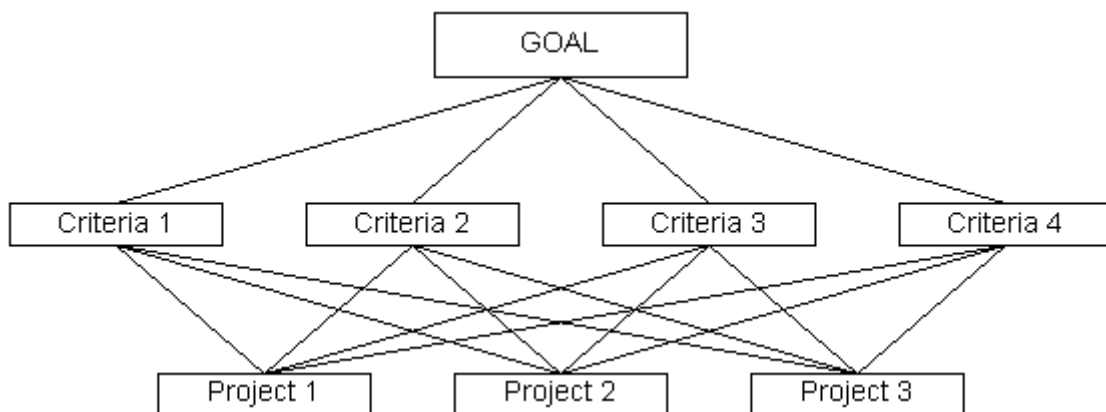 GOAL
Criteria 1
Criteria 2
Criteria 3
Criteria 4
Project 1
Project 2
Project 3